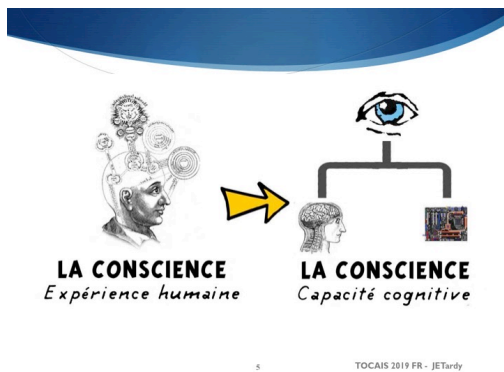 LA CONSCIENCE
Expérience humaine
LA CONSCIENCE
Capacité cognitive
5
TOCAIS 2019 FR - JETardy